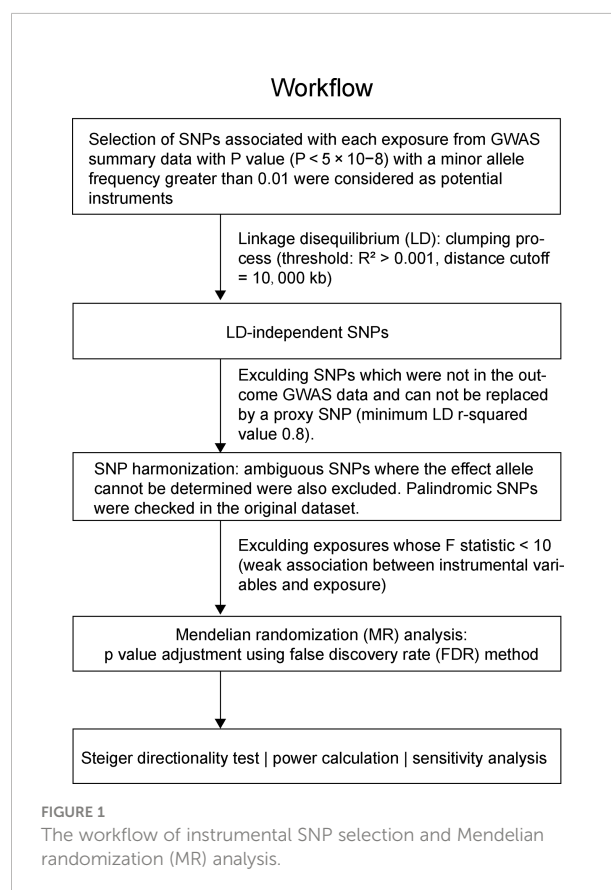 Workflow
Selection of SNPs associated with each exposure from GWAS
summary data with P value (P < 5 × 10−8) with a minor allele
frequency greater than 0.01 were considered as potential
instruments
Linkage disequilibrium (LD): clumping pro-
cess (threshold: R² > 0.001, distance cutoff
= 10, 000 kb)
LD-independent SNPs
Exculding SNPs which were not in the out-
come GWAS data and can not be replaced
by a proxy SNP (minimum LD r-squared
value 0.8).
SNP harmonization: ambiguous SNPs where the effect allele
cannot be determined were also excluded. Palindromic SNPs
were checked in the original dataset.
Exculding exposures whose F statistic < 10
(weak association between instrumental vari-
ables and exposure)
Mendelian randomization (MR) analysis:
p value adjustment using false discovery rate (FDR) method
Steiger directionality test | power calculation | sensitivity analysis
FIGURE 1
The workflow of instrumental SNP selection and Mendelian
randomization (MR) analysis.